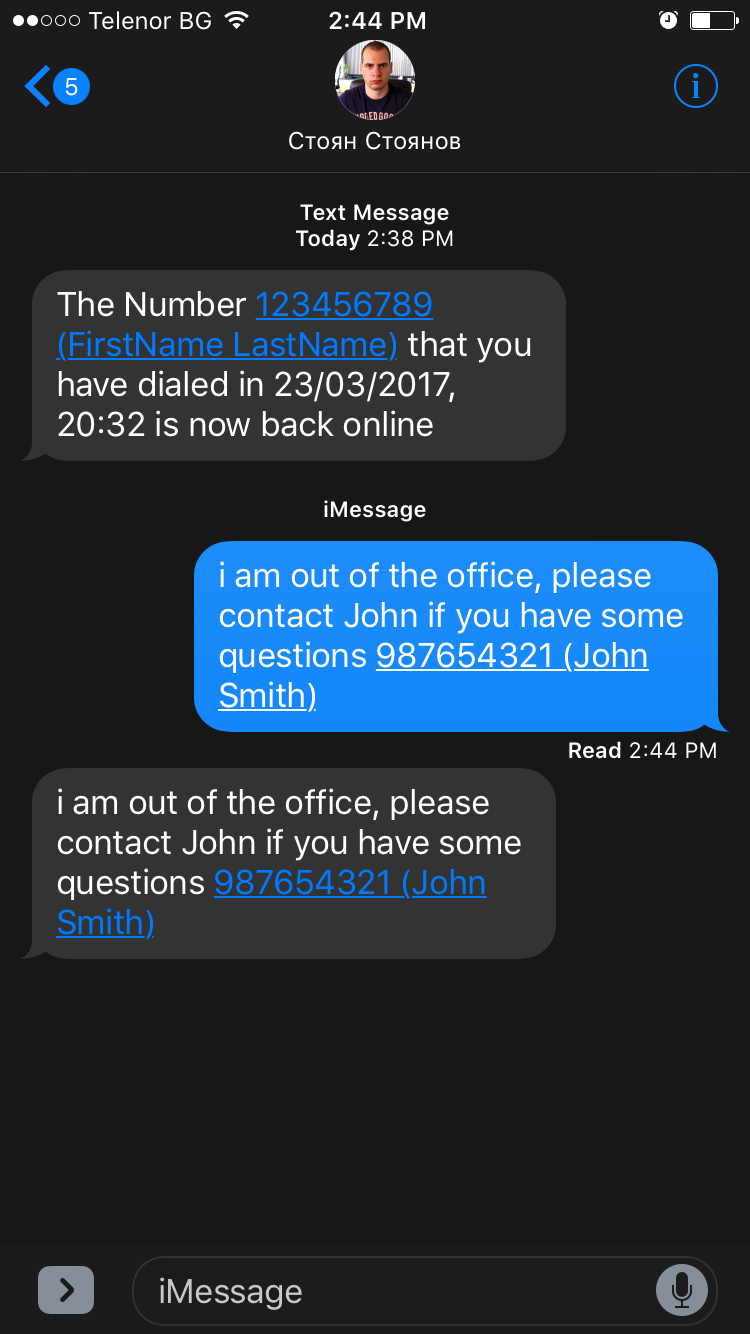 Telenor BG 2:44 PM
5
i
Стоян Стоянов
Text Message
Today 2:38 PM
The Number 123456789
(FirstName LastName) that you
have dialed in 23/03/2017,
20:32 is now back online
iMessage
i am out of the office, please
contact John if you have some
questions 987654321 (John
Smith)
Read 2:44 PM
i am out of the office, please
contact John if you have some
questions 987654321 (John
Smith)
iMessage